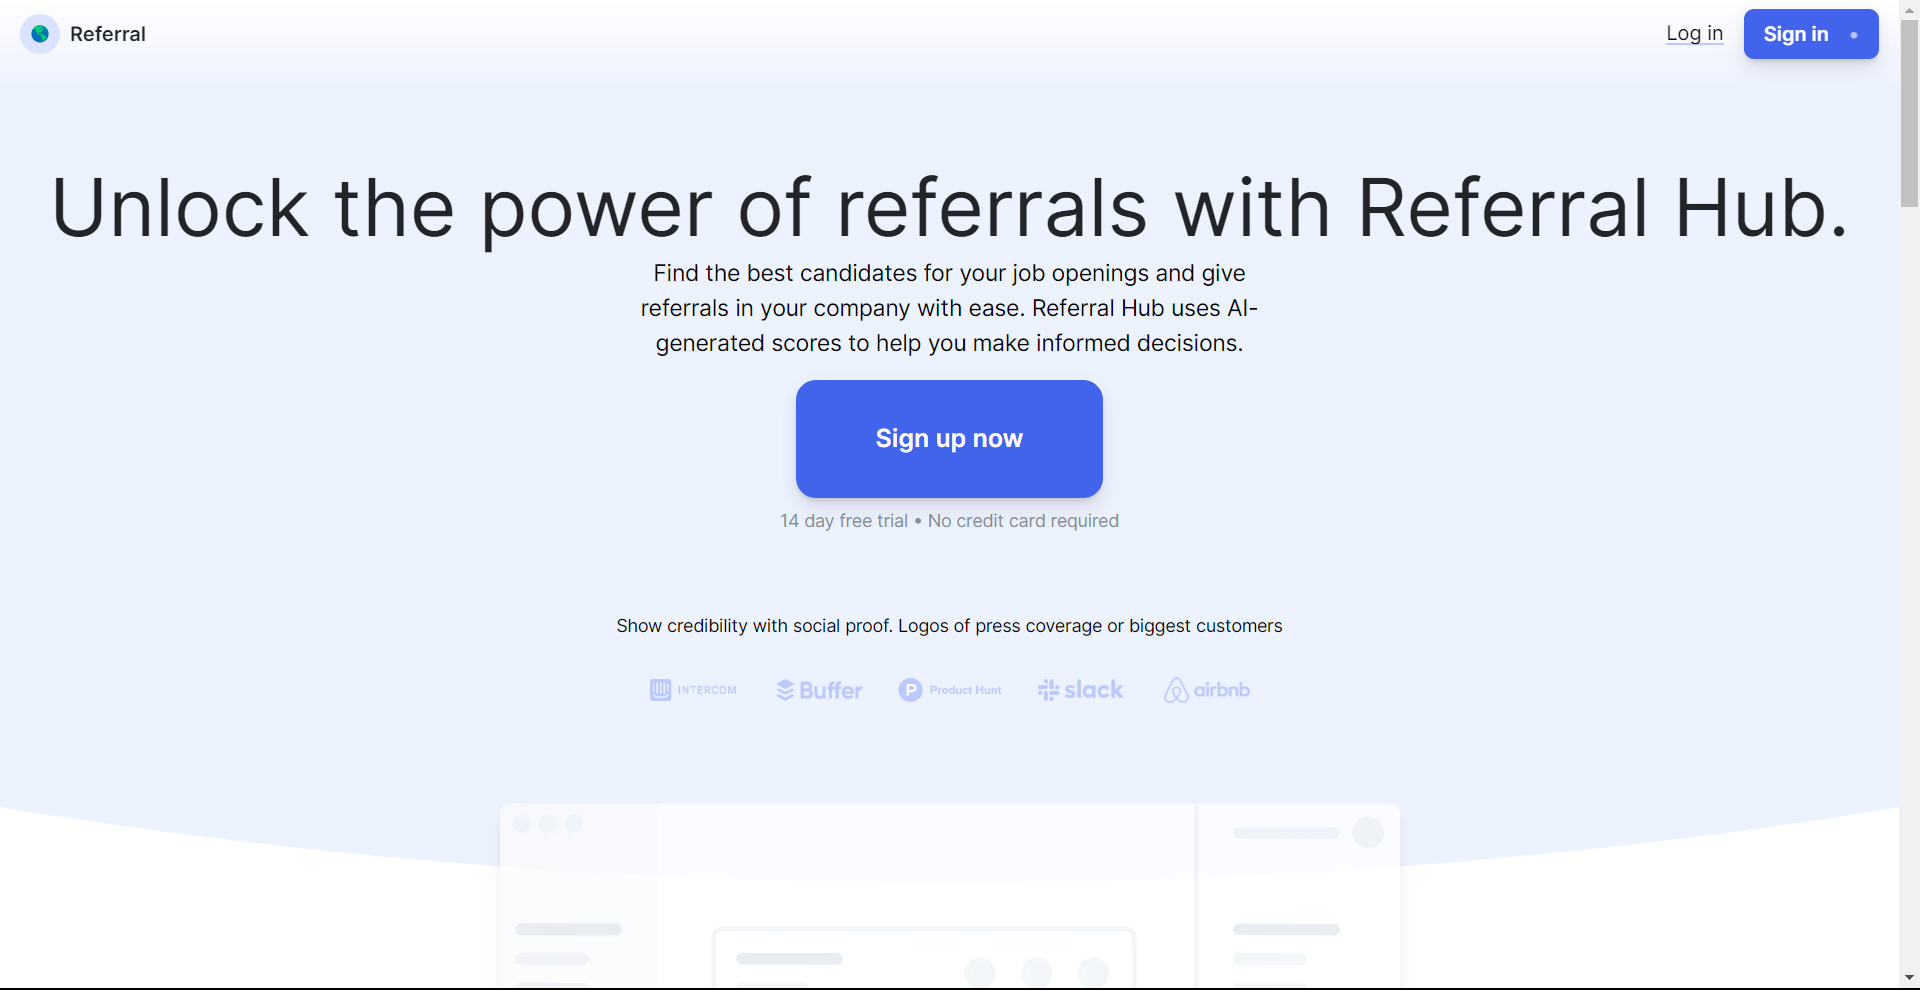 Referral
Log in
Sign in
Unlock the power of referrals with Referral Hub.
Find the best candidates for your job openings and give
referrals in your company with ease. Referral Hub uses AI-
generated scores to help you make informed decisions.
Sign up now
14 day free trial • No credit card required
Show credibility with social proof. Logos of press coverage or biggest customers
INTERCOM
Buffer
P Product Hunt
slack
airbnb